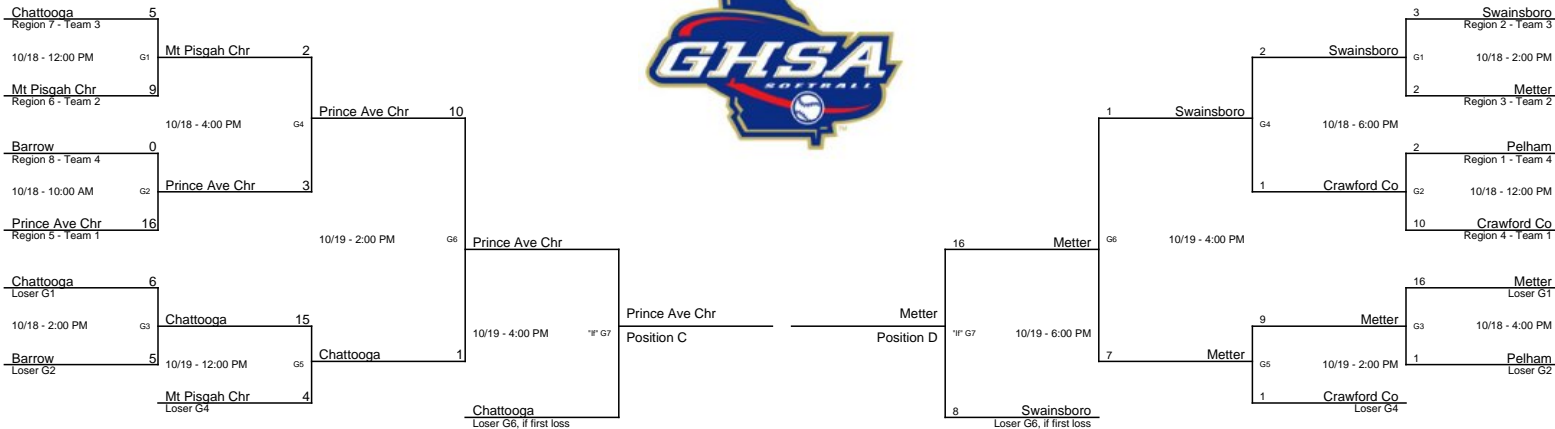 Chattooga 5
Region 7 - Team 3
10/18 - 12:00 PM G1
Mt Pisgah Chr 2
Mt Pisgah Chr 9
Region 6 - Team 2
10/18 - 4:00 PM G4
Prince Ave Chr 10
Barrow 0
Region 8 - Team 4
10/18 - 10:00 AM G2
Prince Ave Chr 3
Prince Ave Chr 16
Region 5 - Team 1
10/19 - 2:00 PM G6
Prince Ave Chr
Chattooga 6
Loser G1
10/18 - 2:00 PM G3
Chattooga 15
Barrow 5
Loser G2
10/19 - 12:00 PM G5
Chattooga 1
Mt Pisgah Chr 4
Loser G4
10/19 - 4:00 PM "If" G7
Chattooga
Loser G6, if first loss
Prince Ave Chr
Position C
GHSA
SOFTBALL
TM
3 Swainsboro
Region 2 - Team 3
G1 10/18 - 2:00 PM
2 Swainsboro
2 Metter
Region 3 - Team 2
G4 10/18 - 6:00 PM
1 Swainsboro
2 Pelham
Region 1 - Team 4
G2 10/18 - 12:00 PM
1 Crawford Co
10 Crawford Co
Region 4 - Team 1
G6 10/19 - 4:00 PM
16 Metter
16 Metter
Loser G1
G3 10/18 - 4:00 PM
9 Metter
1 Pelham
Loser G2
G5 10/19 - 2:00 PM
7 Metter
1 Crawford Co
Loser G4
"If" G7 10/19 - 6:00 PM
8 Swainsboro
Loser G6, if first loss
Metter
Position D